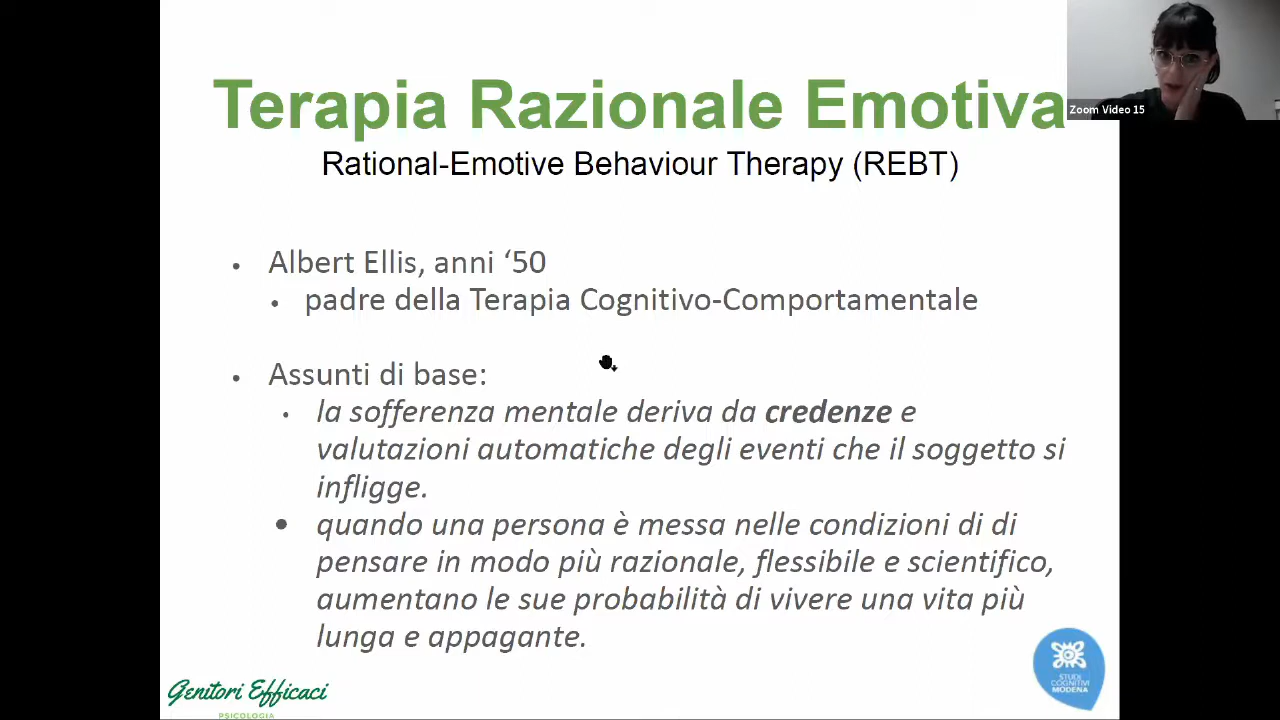 Terapia Razionale Emotiva
Zoom Video 15
Rational-Emotive Behaviour Therapy (REBT)
• Albert Ellis, anni ‘50
• padre della Terapia Cognitivo-Comportamentale
• Assunti di base:
• la sofferenza mentale deriva da credenze e
valutazioni automatiche degli eventi che il soggetto si
infligge.
• quando una persona è messa nelle condizioni di di
pensare in modo più razionale, flessibile e scientifico,
aumentano le sue probabilità di vivere una vita più
lunga e appagante.
Genitori Efficaci
PSICOLOGIA
STUDI
COGNITIVI
MODENA